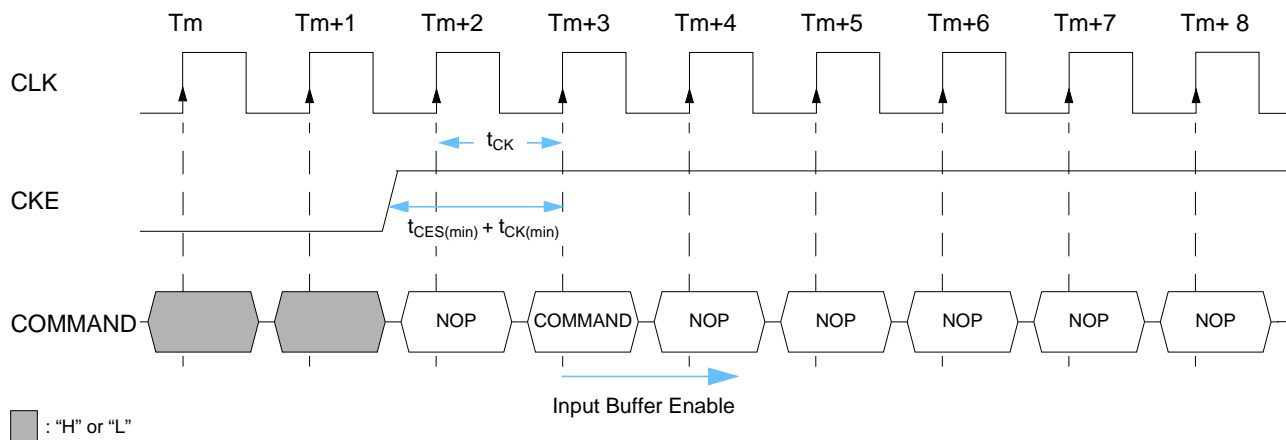 Tm Tm+1 Tm+2 Tm+3 Tm+4 Tm+5 Tm+6 Tm+7 Tm+ 8
CLK
tCK
CKE
tCES(min) + tCK(min)
COMMAND NOP COMMAND NOP NOP NOP NOP NOP
Input Buffer Enable
: “H” or “L”